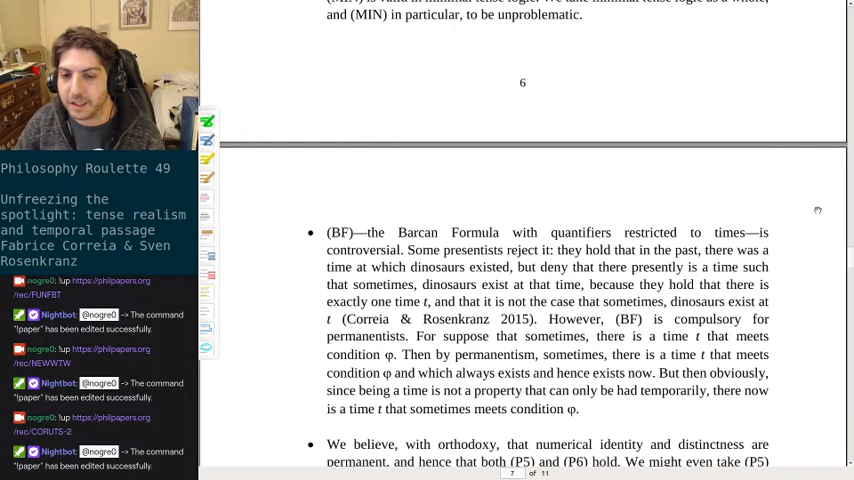 (MIN) is valid in minimal tense logic. We take minimal tense logic as a whole,
and (MIN) in particular, to be unproblematic.
6
(BF)—the Barcan Formula with quantifiers restricted to times—is
controversial. Some presentists reject it: they hold that in the past, there was a
time at which dinosaurs existed, but deny that there presently is a time such
that sometimes, dinosaurs exist at that time, because they hold that there is
exactly one time t, and that it is not the case that sometimes, dinosaurs exist at
t (Correia & Rosenkranz 2015). However, (BF) is compulsory for
permanentists. For suppose that sometimes, there is a time t that meets
condition φ. Then by permanentism, sometimes, there is a time t that meets
condition φ and which always exists and hence exists now. But then obviously,
since being a time is not a property that can only be had temporarily, there now
is a time t that sometimes meets condition φ.
We believe, with orthodoxy, that numerical identity and distinctness are
permanent, and hence that both (P5) and (P6) hold. We might even take (P5)
7 of 11
Philosophy Roulette 49
Unfreezing the
spotlight: tense realism
and temporal passage
Fabrice Correia & Sven
Rosenkranz
nogre0: !up https://philpapers.org
/rec/FUNFBT
Nightbot: @nogre0 -> The command
"!paper" has been edited successfully.
nogre0: !up https://philpapers.org
/rec/NEWWTW
Nightbot: @nogre0 -> The command
"!paper" has been edited successfully.
nogre0: !up https://philpapers.org
/rec/CORUTS-2
Nightbot: @nogre0 -> The command
"!paper" has been edited successfully.